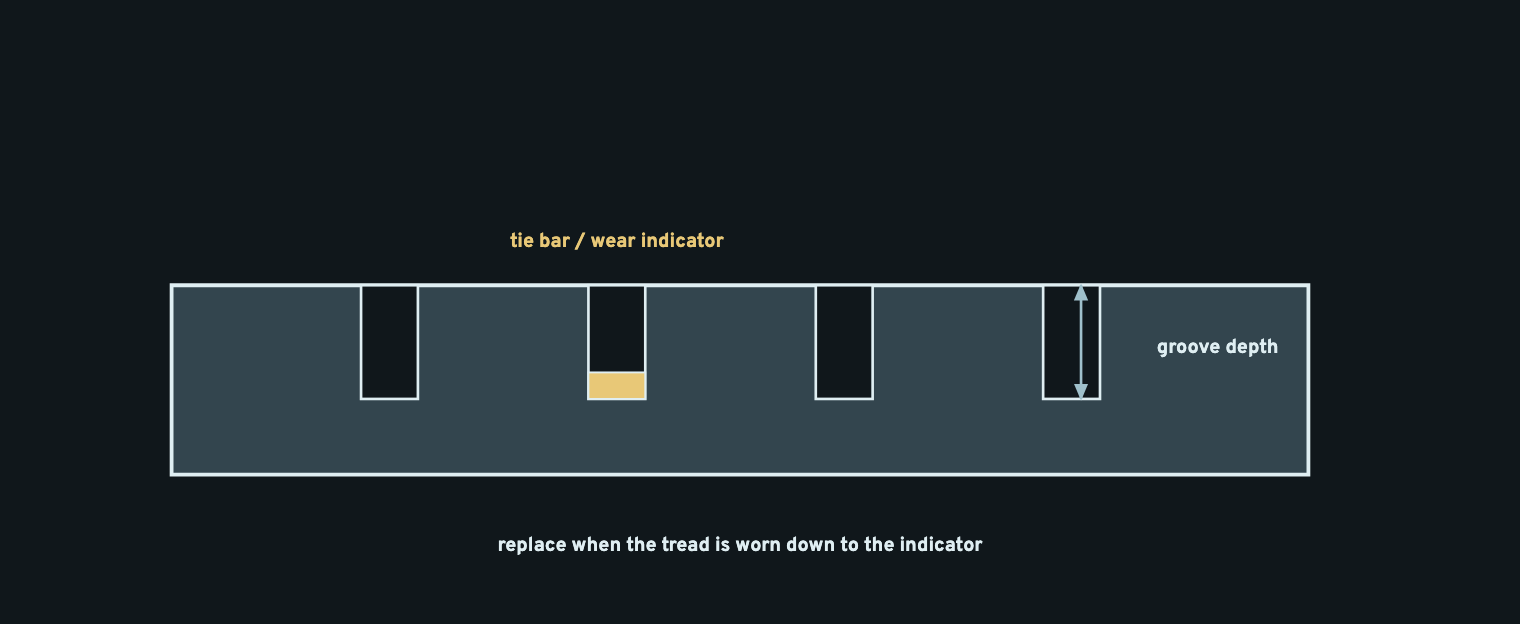 tie bar / wear indicator
groove depth
replace when the tread is worn down to the indicator